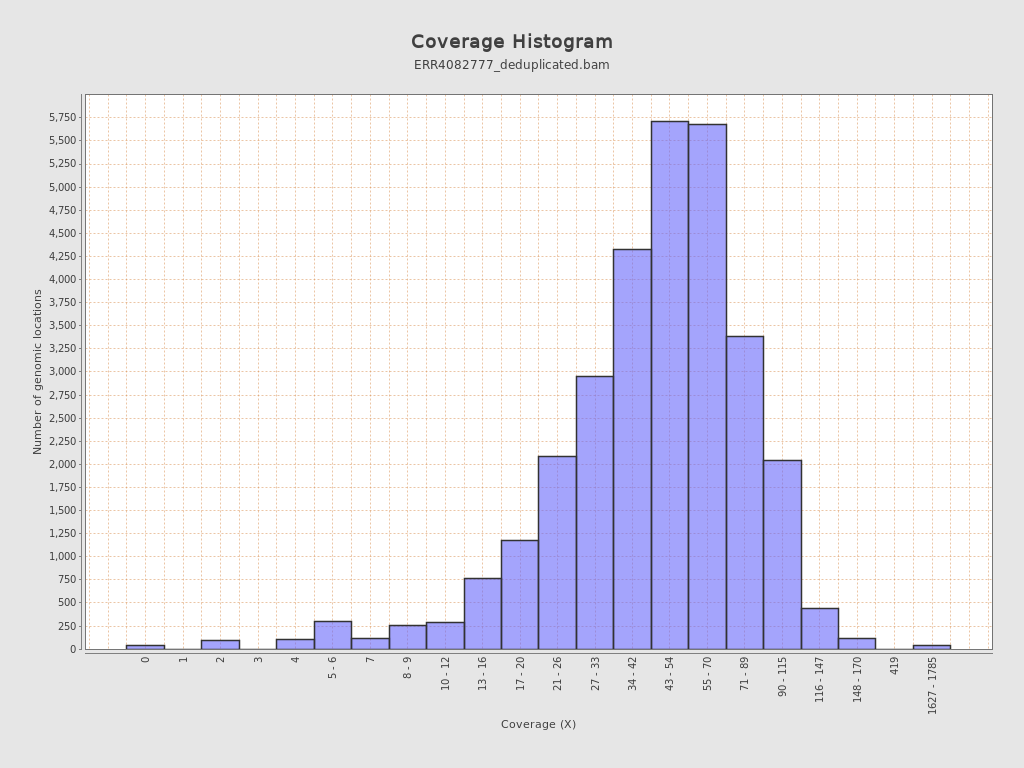 Coverage Histogram
ERR4082777_deduplicated.bam
Number of genomic locations
5,750
5,500
5,250
5,000
4,750
4,500
4,250
4,000
3,750
3,500
3,250
3,000
2,750
2,500
2,250
2,000
1,750
1,500
1,250
1,000
750
500
250
0
0
1
2
3
4
5 - 6
7
8 - 9
10 - 12
13 - 16
17 - 20
21 - 26
27 - 33
34 - 42
43 - 54
55 - 70
71 - 89
90 - 115
116 - 147
148 - 170
419
1627 - 1785
Coverage (X)